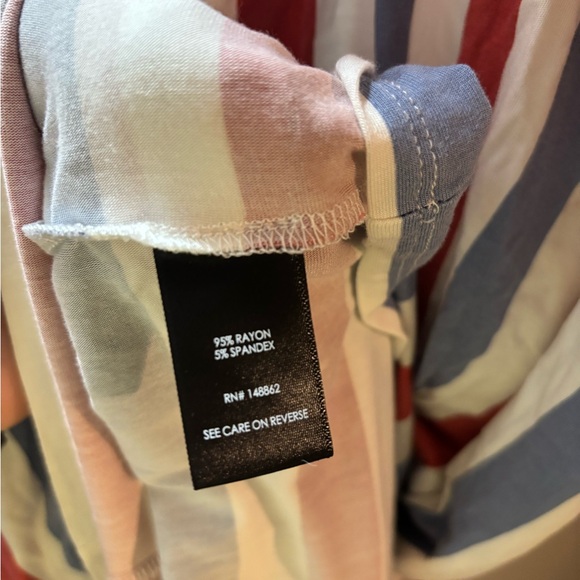 95% RAYON
5% SPANDEX
RN# 148862
SEE CARE ON REVERSE